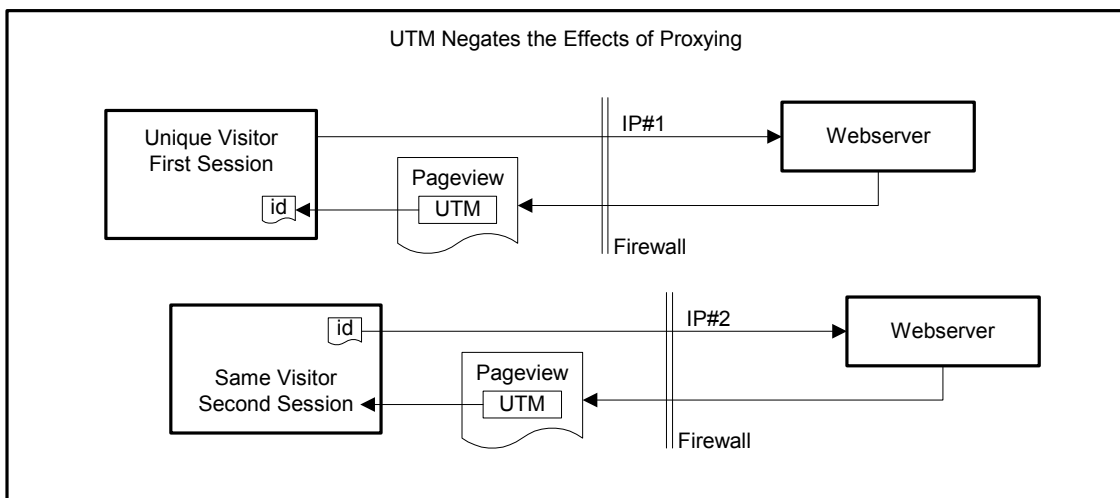 UTM Negates the Effects of Proxying
Unique Visitor
First Session
id
Pageview
UTM
IP#1
Firewall
Webserver
id
Same Visitor
Second Session
Pageview
UTM
IP#2
Firewall
Webserver